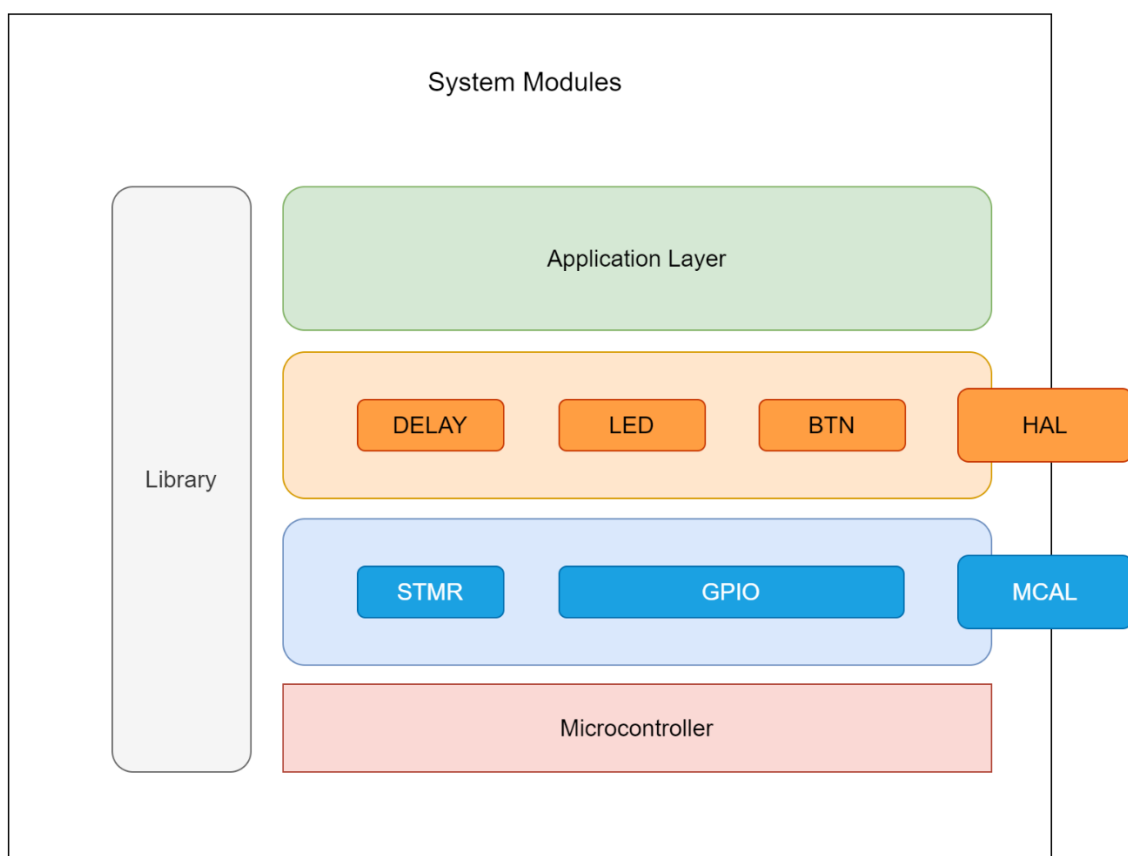 System Modules
Application Layer
Library
DELAY
LED
BTN
HAL
STMR
GPIO
MCAL
Microcontroller